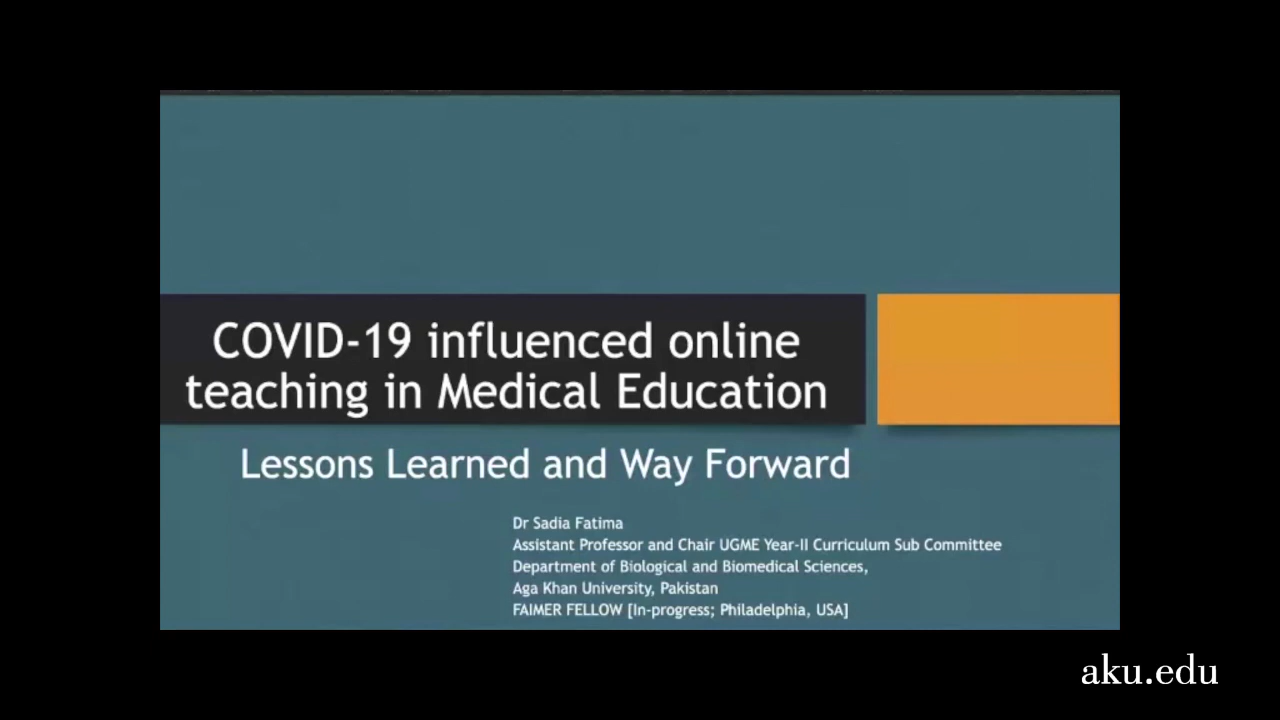 COVID-19 influenced online
teaching in Medical Education
Lessons Learned and Way Forward
Dr Sadia Fatima
Assistant Professor and Chair UGME Year-II Curriculum Sub Committee
Department of Biological and Biomedical Sciences,
Aga Khan University, Pakistan
FAIMER FELLOW [In-progress; Philadelphia, USA]
aku.edu